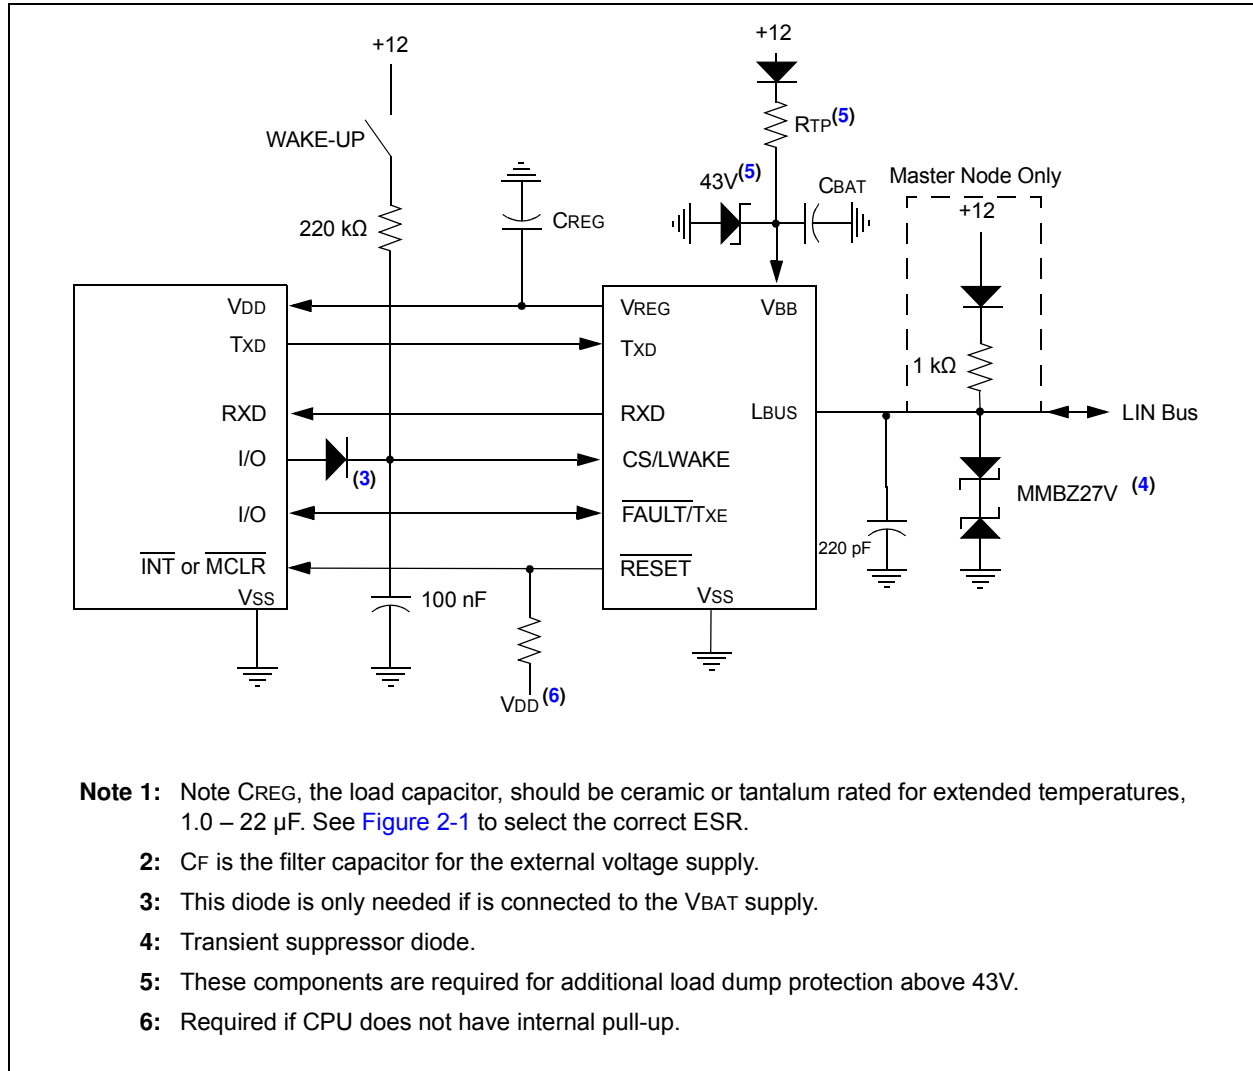 +12
+12
WAKE-UP
RTP(5)
43V(5)
CBAT
Master Node Only
+12
220 kΩ
CREG
VDD
VREG
VBB
TXD
TXD
1 kΩ
RXD
RXD
LBUS
LIN Bus
I/O
(3)
CS/LWAKE
MMBZ27V (4)
I/O
FAULT/TXE
220 pF
INT or MCLR
RESET
VSS
100 nF
VSS
VDD(6)
Note 1: Note CREG, the load capacitor, should be ceramic or tantalum rated for extended temperatures,
1.0 – 22 µF. See Figure 2-1 to select the correct ESR.
2: CF is the filter capacitor for the external voltage supply.
3: This diode is only needed if is connected to the VBAT supply.
4: Transient suppressor diode.
5: These components are required for additional load dump protection above 43V.
6: Required if CPU does not have internal pull-up.